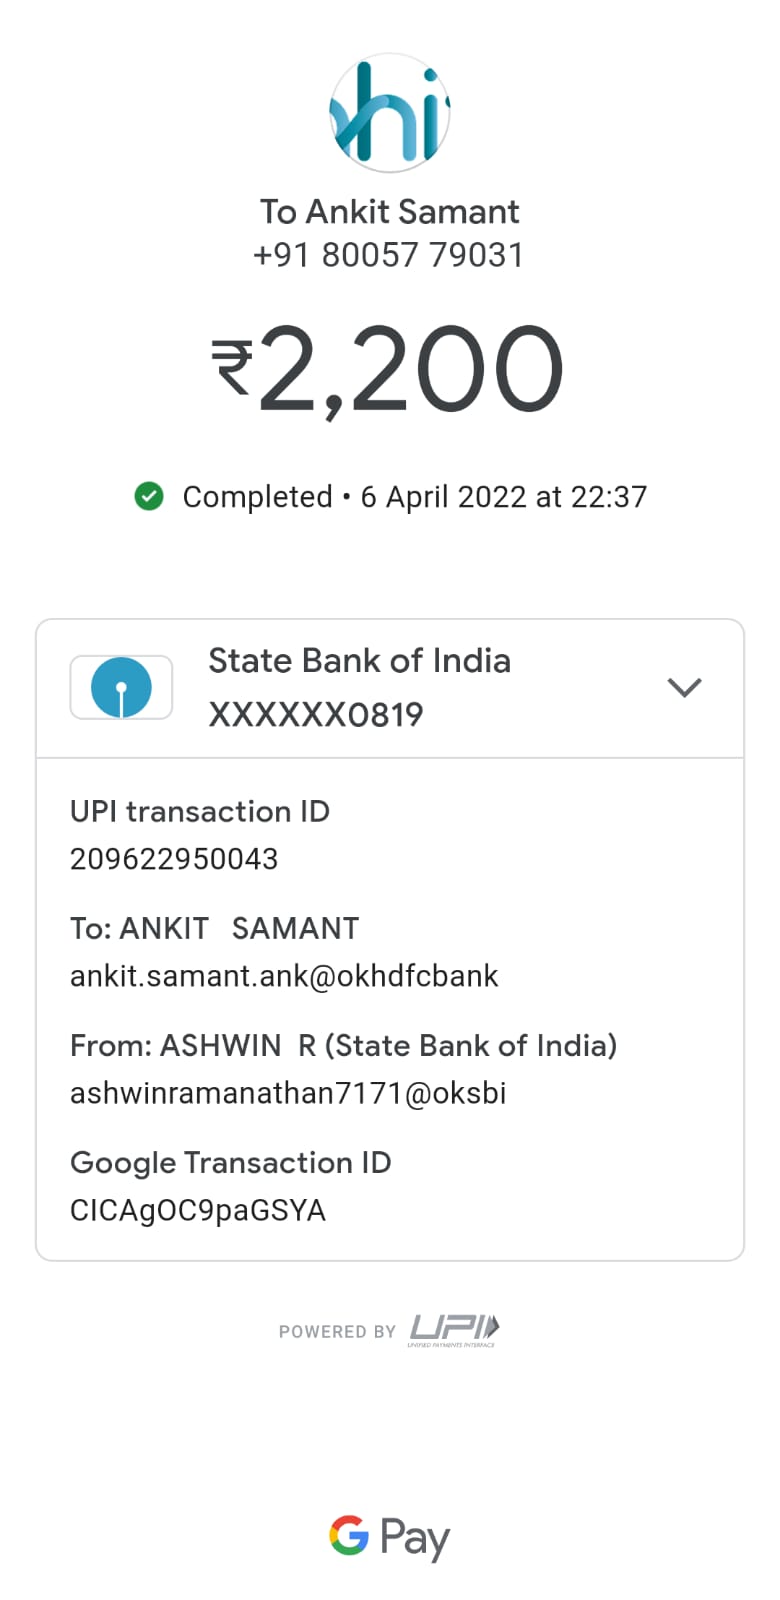 hi
To Ankit Samant
+91 80057 79031
₹2,200
Completed • 6 April 2022 at 22:37
State Bank of India
XXXXXX0819
UPI transaction ID
209622950043
To: ANKIT SAMANT
ankit.samant.ank@okhdfcbank
From: ASHWIN R (State Bank of India)
ashwinramanathan7171@oksbi
Google Transaction ID
CICAgOC9paGSYA
POWERED BY UPI
UNIFIED PAYMENTS INTERFACE
G Pay